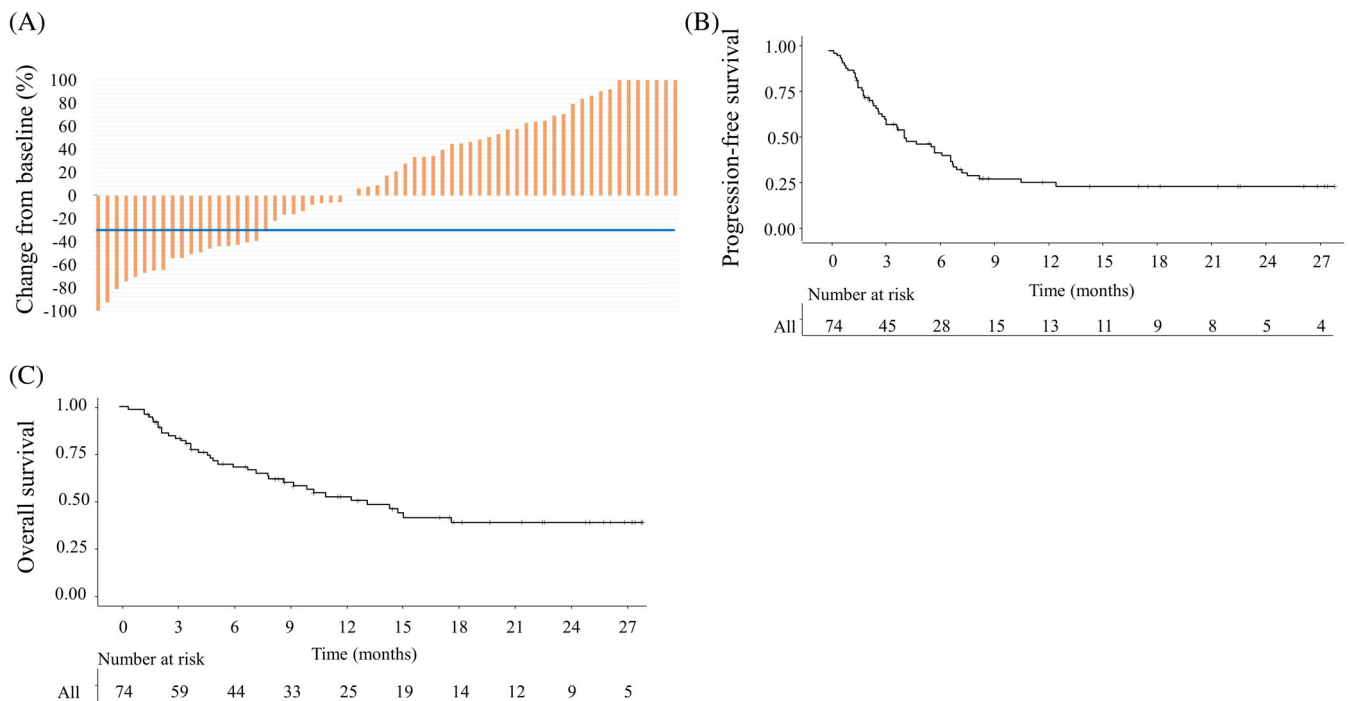 (A)
Change from baseline (%)
100
80
60
40
20
0
-20
-40
-60
-80
-100
(B)
Progression-free survival
1.00
0.75
0.50
0.25
0.00
0 3 6 9 12 15 18 21 24 27
Number at risk
Time (months)
All 74 45 28 15 13 11 9 8 5 4
(C)
Overall survival
1.00
0.75
0.50
0.25
0.00
0 3 6 9 12 15 18 21 24 27
Number at risk
Time (months)
All 74 59 44 33 25 19 14 12 9 5